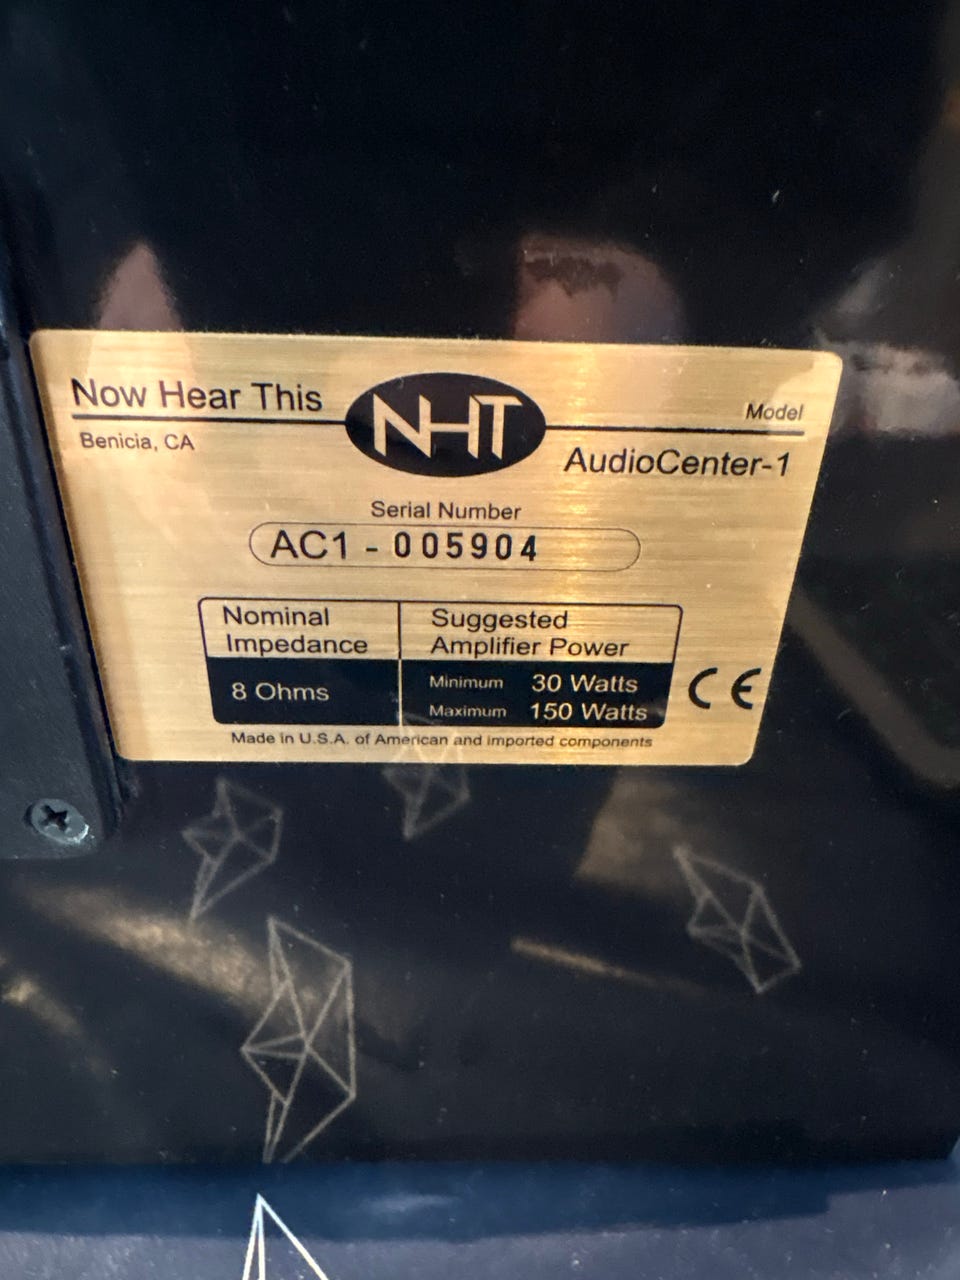 Now Hear This
Benicia, CA
NHT
Model
AudioCenter-1
Serial Number
AC1 - 005904
Nominal Impedance
8 Ohms
Suggested Amplifier Power
Minimum 30 Watts
Maximum 150 Watts
CE
Made in U.S.A. of American and imported components